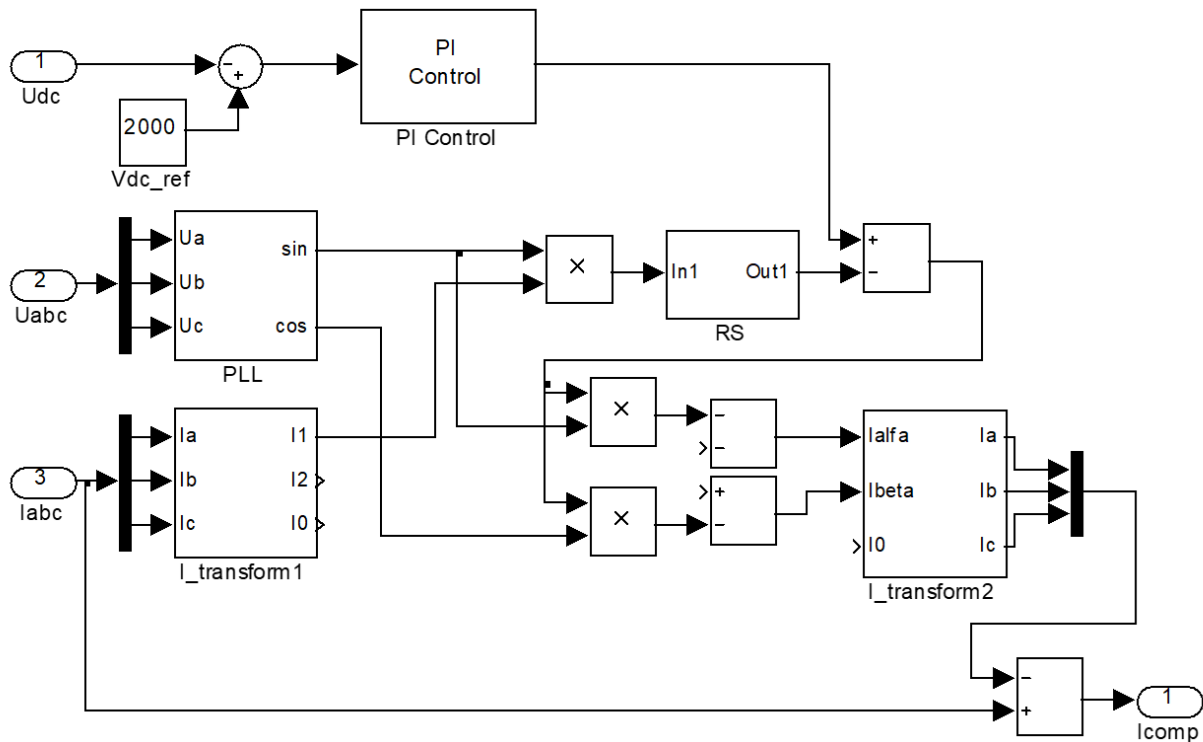 1
Udc
−
+
PI
Control
PI Control
2000
Vdc_ref
2
Uabc
Ua
Ub
Uc
sin
cos
PLL
×
In1
Out1
RS
+
−
3
Iabc
Ia
Ib
Ic
I1
I2
I0
I_transform1
×
−
−
×
+
−
Ialfa
Ibeta
I0
Ia
Ib
Ic
I_transform2
−
+
1
Icomp